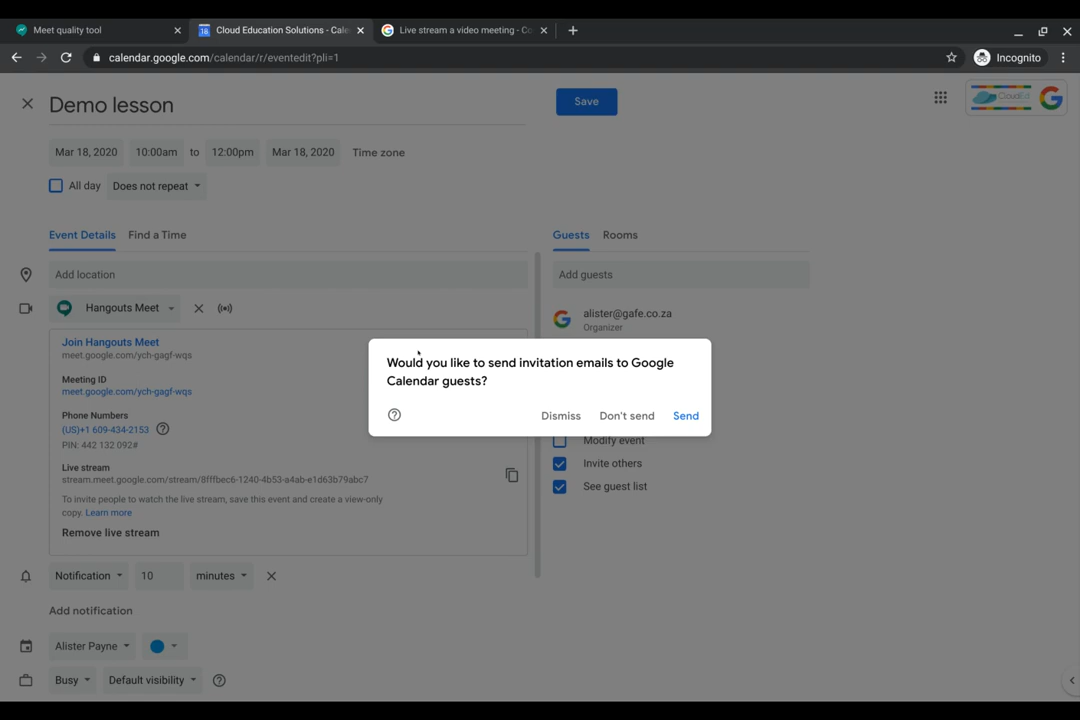 Meet quality tool
18
Cloud Education Solutions - Cale
Live stream a video meeting - Co
calendar.google.com/calendar/r/eventedit?pli=1
Incognito
Demo lesson
Save
CloudEd
Mar 18, 2020 10:00am to 12:00pm Mar 18, 2020 Time zone
All day Does not repeat
Event Details Find a Time
Guests Rooms
Add location
Add guests
Hangouts Meet
alister@gafe.co.za
Organizer
Join Hangouts Meet
meet.google.com/ych-gagf-wqs
Meeting ID
meet.google.com/ych-gagf-wqs
Phone Numbers
(US)+1 609-434-2153
PIN: 442 132 092#
Live stream
stream.meet.google.com/stream/8fffbec6-1240-4b53-a4ab-e1d63b79abc7
To invite people to watch the live stream, save this event and create a view-only
copy. Learn more
Remove live stream
Would you like to send invitation emails to Google
Calendar guests?
Dismiss Don't send Send
Modify event
Invite others
See guest list
Notification 10 minutes
Add notification
Alister Payne
Busy Default visibility